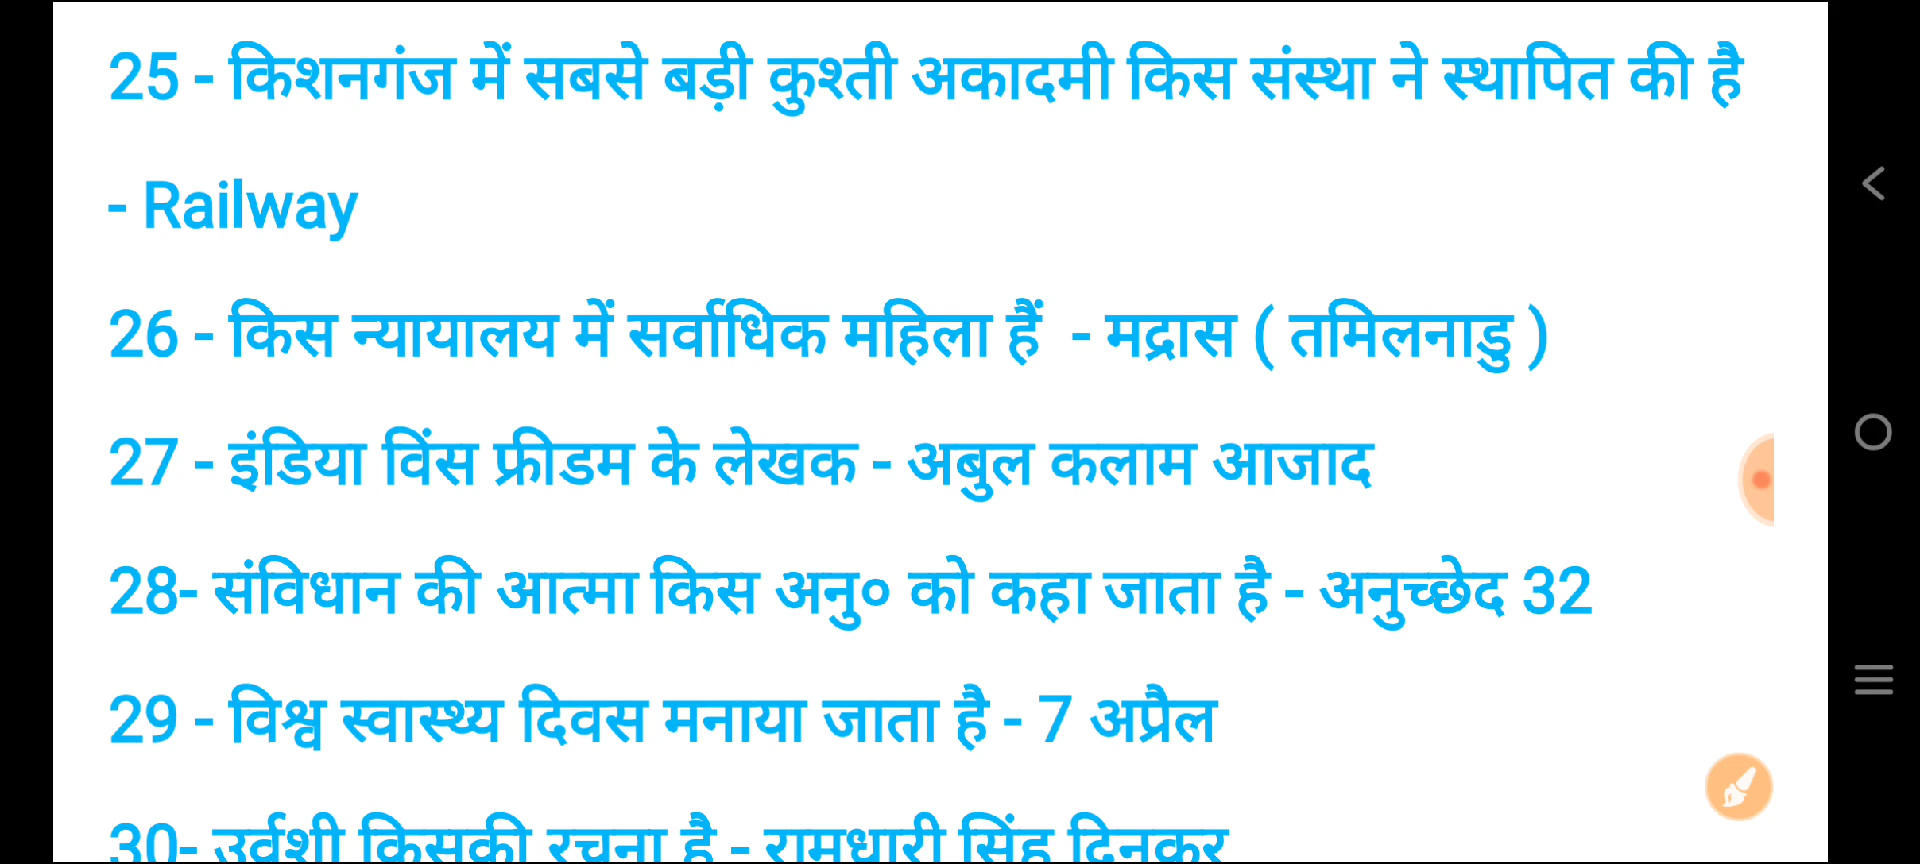 25 - किशनगंज में सबसे बड़ी कुश्ती अकादमी किस संस्था ने स्थापित की है
- Railway
26 - किस न्यायालय में सर्वाधिक महिला हैं - मद्रास ( तमिलनाडु )
27 - इंडिया विंस फ्रीडम के लेखक - अबुल कलाम आजाद
28- संविधान की आत्मा किस अनु० को कहा जाता है - अनुच्छेद 32
29 - विश्व स्वास्थ्य दिवस मनाया जाता है - 7 अप्रैल
30- उर्वशी किसकी रचना है - रामधारी सिंह दिनकर